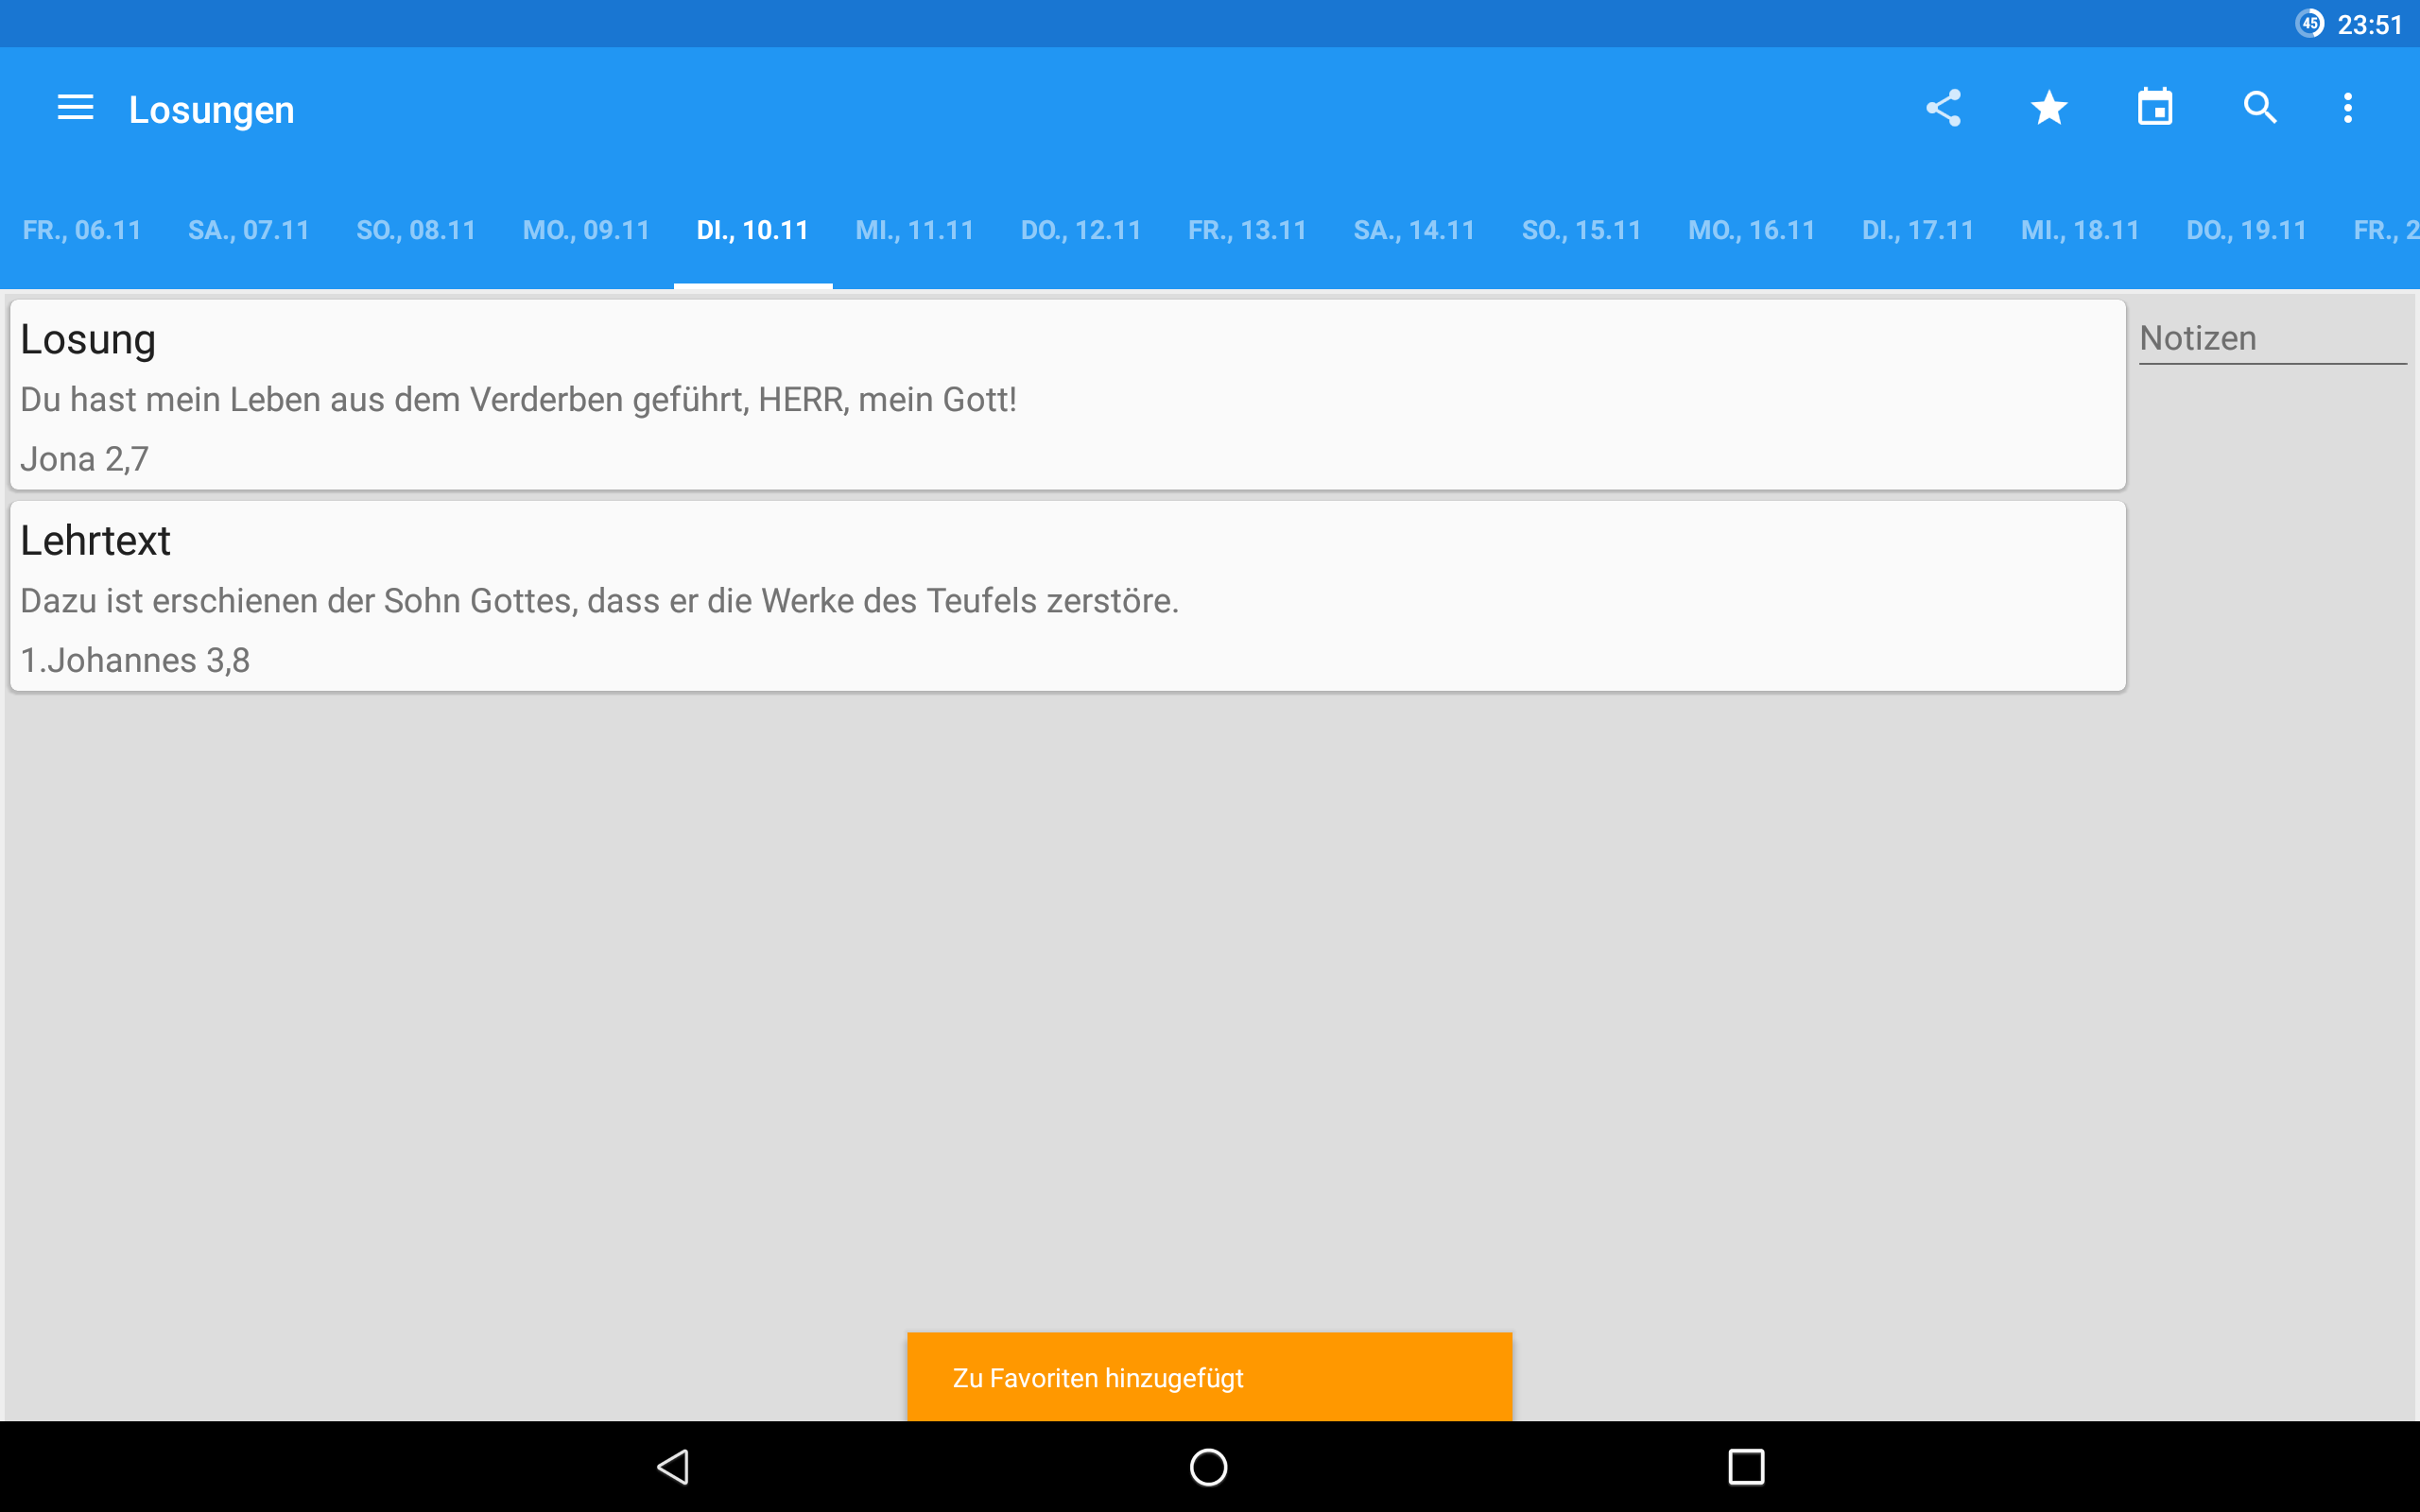 45 23:51
Losungen
FR., 06.11 SA., 07.11 SO., 08.11 MO., 09.11 DI., 10.11 MI., 11.11 DO., 12.11 FR., 13.11 SA., 14.11 SO., 15.11 MO., 16.11 DI., 17.11 MI., 18.11 DO., 19.11 FR., 2
Losung
Du hast mein Leben aus dem Verderben geführt, HERR, mein Gott!
Jona 2,7
Notizen
Lehrtext
Dazu ist erschienen der Sohn Gottes, dass er die Werke des Teufels zerstöre.
1.Johannes 3,8
Zu Favoriten hinzugefügt